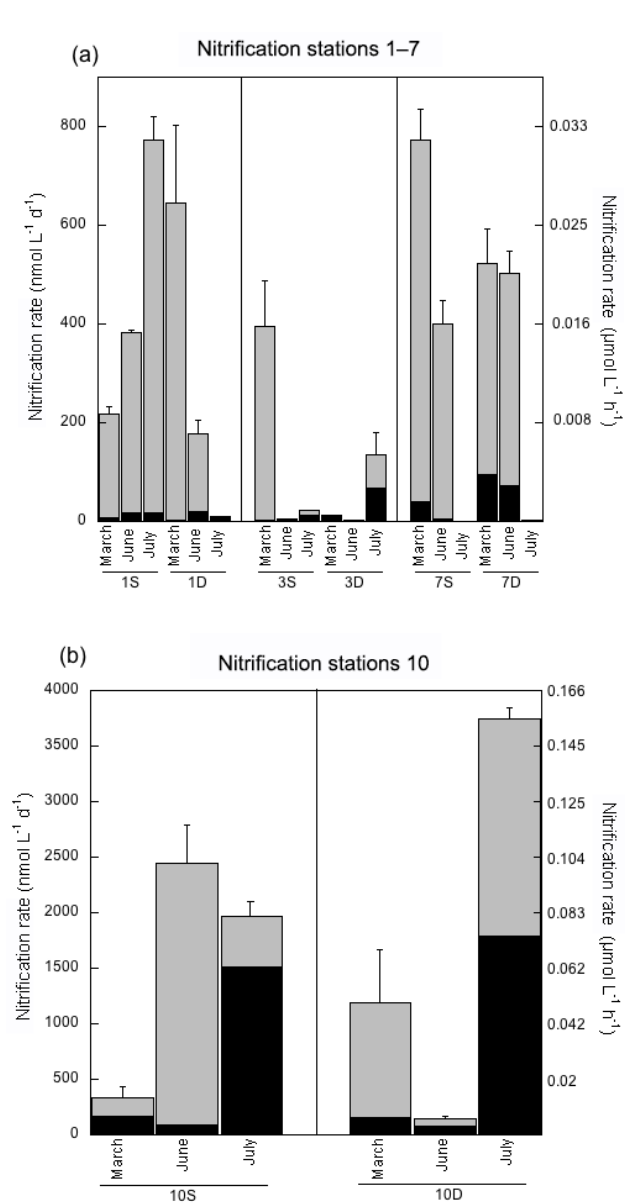 (a)
Nitrification stations 1–7
Nitrification rate (nmol L-1 d-1)
800
600
400
200
0
0.033
0.025
0.016
0.008
Nitrification rate (µmol L-1 h-1)
March
June
July
March
June
July
March
June
July
March
June
July
March
June
July
March
June
July
1S
1D
3S
3D
7S
7D
(b)
Nitrification stations 10
Nitrification rate (nmol L-1 d-1)
4000
3500
3000
2500
2000
1500
1000
500
0
0.166
0.145
0.125
0.104
0.083
0.062
0.042
0.02
Nitrification rate (µmol L-1 h-1)
March
June
July
March
June
July
10S
10D